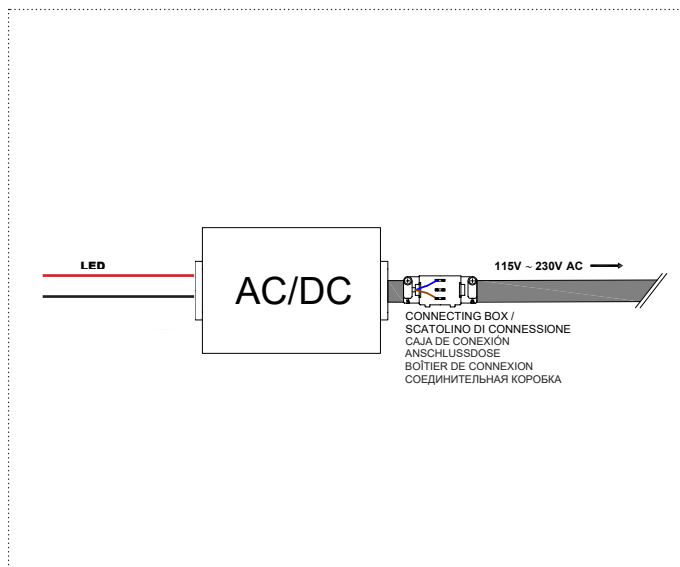 LED
AC/DC
115V ~ 230V AC
CONNECTING BOX /
SCATOLINO DI CONNESSIONE
CAJA DE CONEXIÓN
ANSCHLUSSDOSE
BOÎTIER DE CONNEXION
СОЕДИНИТЕЛЬНАЯ КОРОБКА